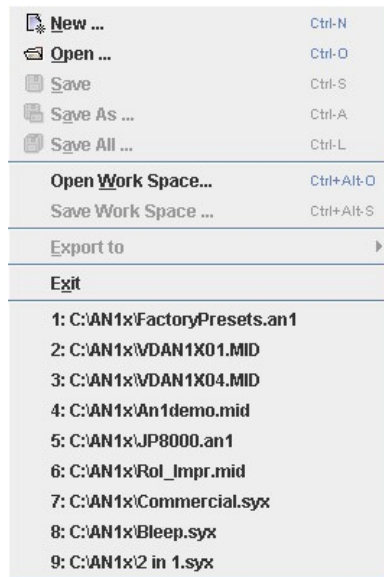 New ... Ctrl-N
Open ... Ctrl-O
Save Ctrl-S
Save As ... Ctrl-A
Save All ... Ctrl-L
Open Work Space... Ctrl+Alt-O
Save Work Space ... Ctrl+Alt-S
Export to
Exit
1: C:\AN1x\FactoryPresets.an1
2: C:\AN1x\VDAN1X01.MID
3: C:\AN1x\VDAN1X04.MID
4: C:\AN1x\An1demo.mid
5: C:\AN1x\JP8000.an1
6: C:\AN1x\Rol_Impr.mid
7: C:\AN1x\Commercial.syx
8: C:\AN1x\Bleep.syx
9: C:\AN1x\2 in 1.syx